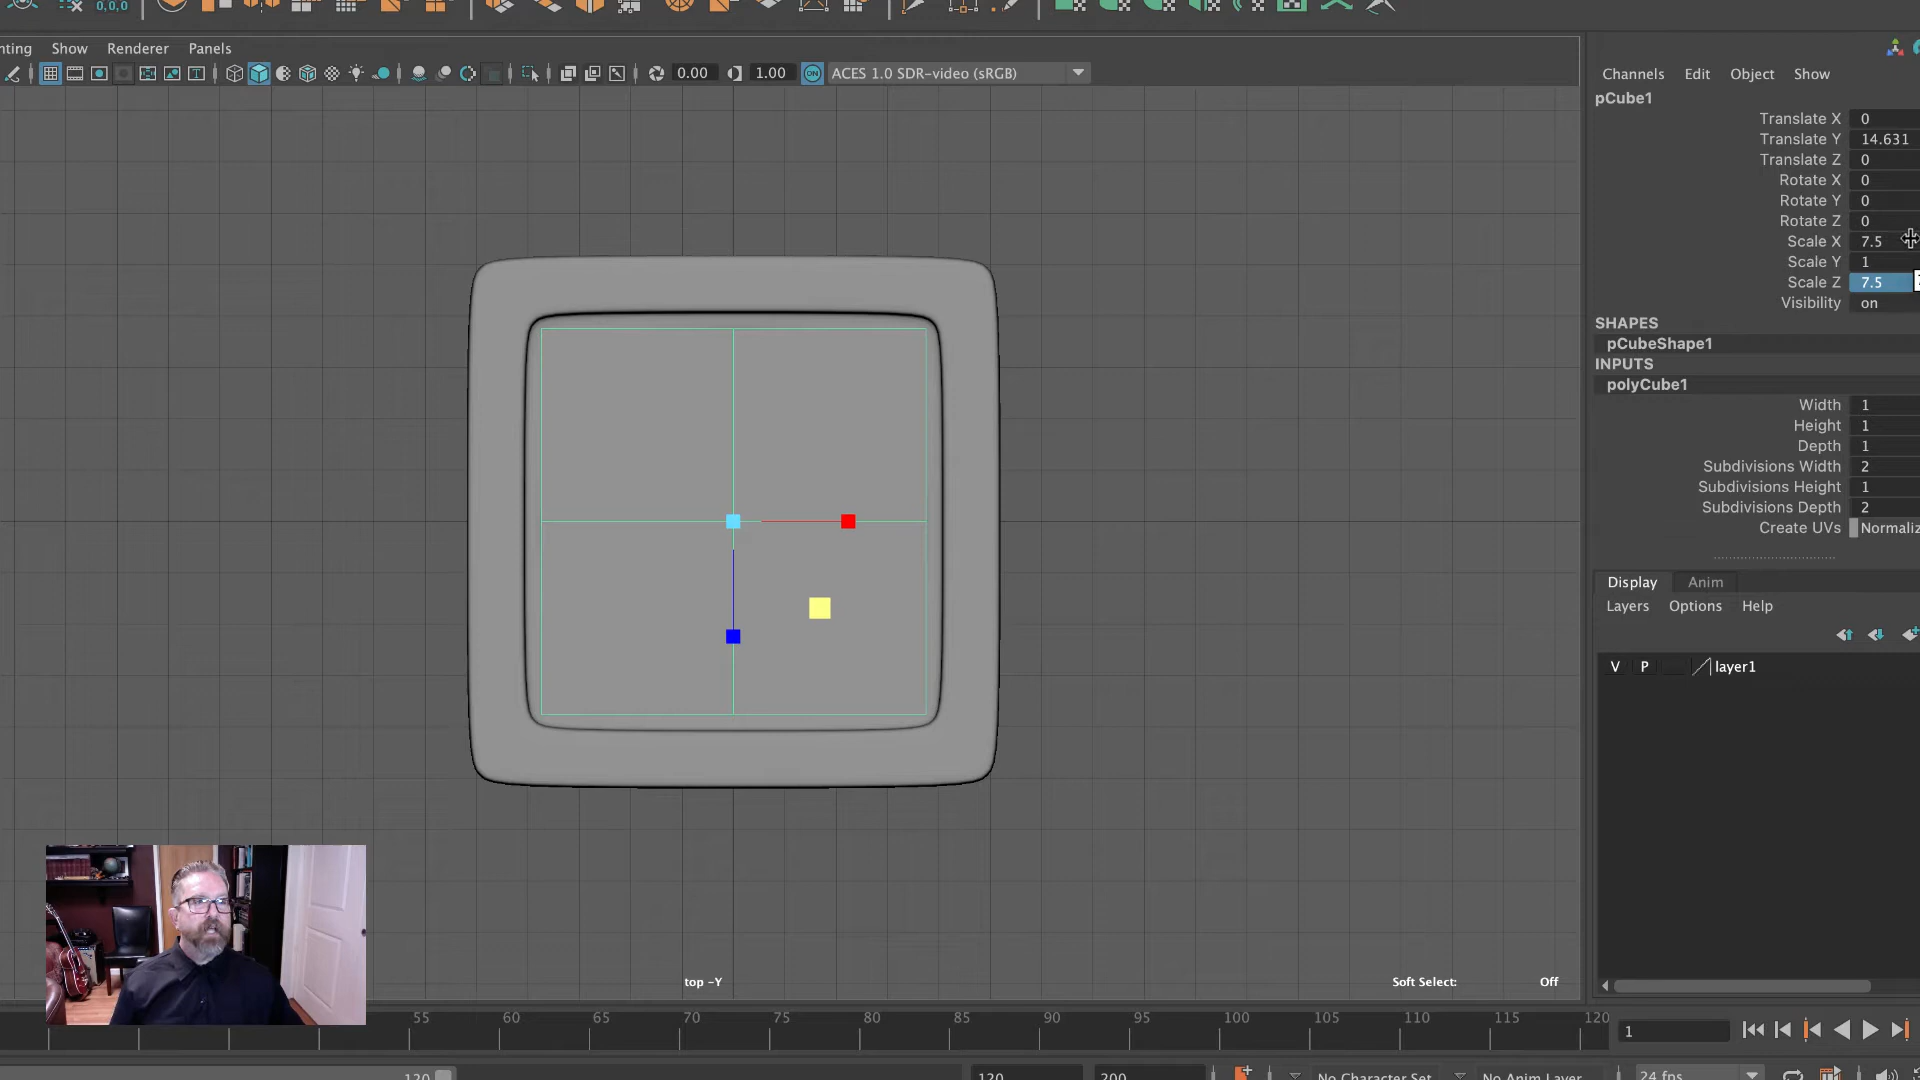 0,0,0
nting Show Renderer Panels
0.00 1.00 ON ACES 1.0 SDR-video (sRGB)
Channels Edit Object Show
pCube1
Translate X 0
Translate Y 14.631
Translate Z 0
Rotate X 0
Rotate Y 0
Rotate Z 0
Scale X 7.5
Scale Y 1
Scale Z 7.5
Visibility on
SHAPES
pCubeShape1
INPUTS
polyCube1
Width 1
Height 1
Depth 1
Subdivisions Width 2
Subdivisions Height 1
Subdivisions Depth 2
Create UVs Normaliz
Display Anim
Layers Options Help
V P layer1
top -Y
Soft Select: Off
55 60 65 70 75 80 85 90 95 100 105 110 115 120
1
120 120 200 No Character Set No Anim Layer 24 fps